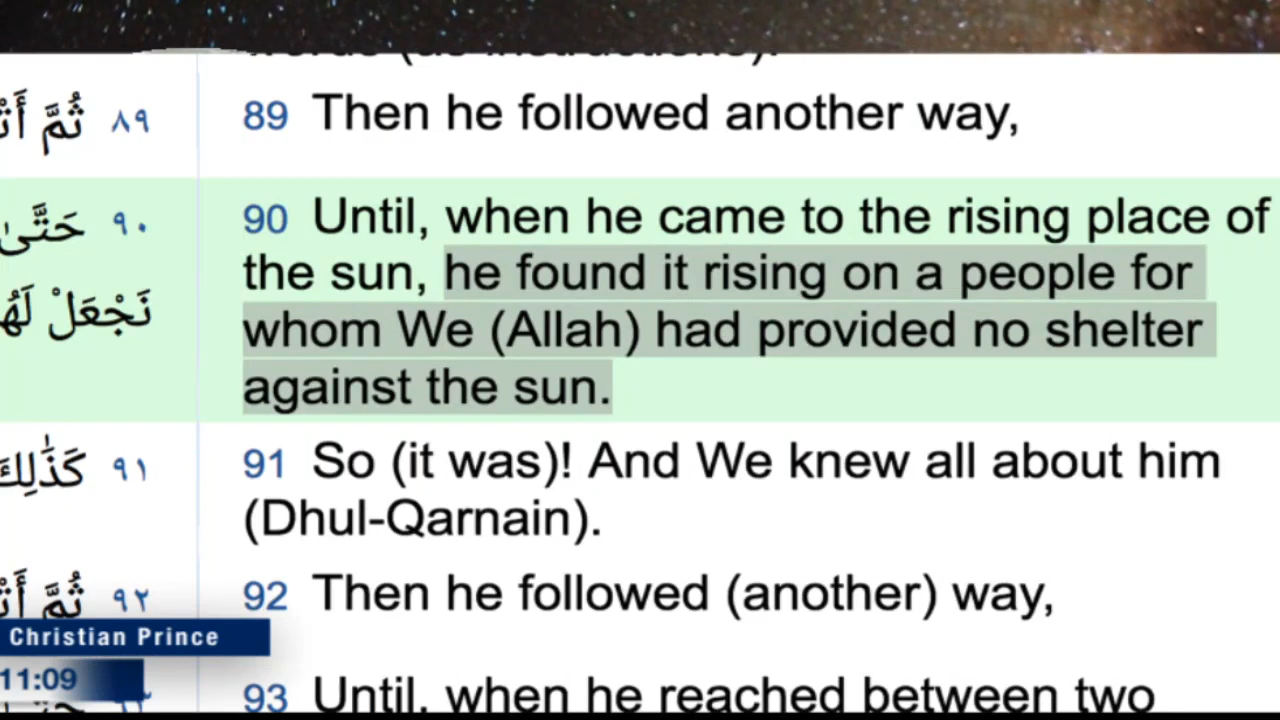 words (as instructions).
ثُمَّ ٨٩
89 Then he followed another way,
حَتَّىٰ ٩٠
90 Until, when he came to the rising place of
the sun, he found it rising on a people for
نَجْعَلْ
whom We (Allah) had provided no shelter
against the sun.
كَذَٰلِكَ ٩١
91 So (it was)! And We knew all about him
(Dhul-Qarnain).
ثُمَّ ٩٢
92 Then he followed (another) way,
Christian Prince
11:09
93 Until, when he reached between two